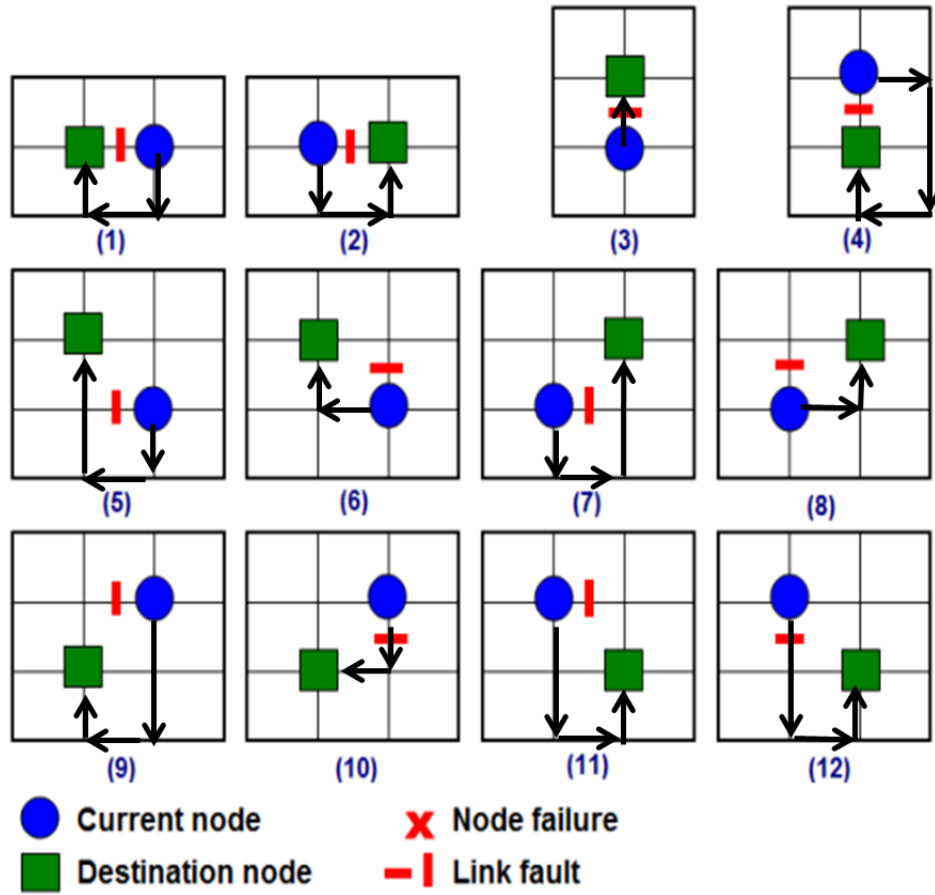 (1) (2) (3) (4)
(5) (6) (7) (8)
(9) (10) (11) (12)
Current node
Node failure
Destination node
Link fault